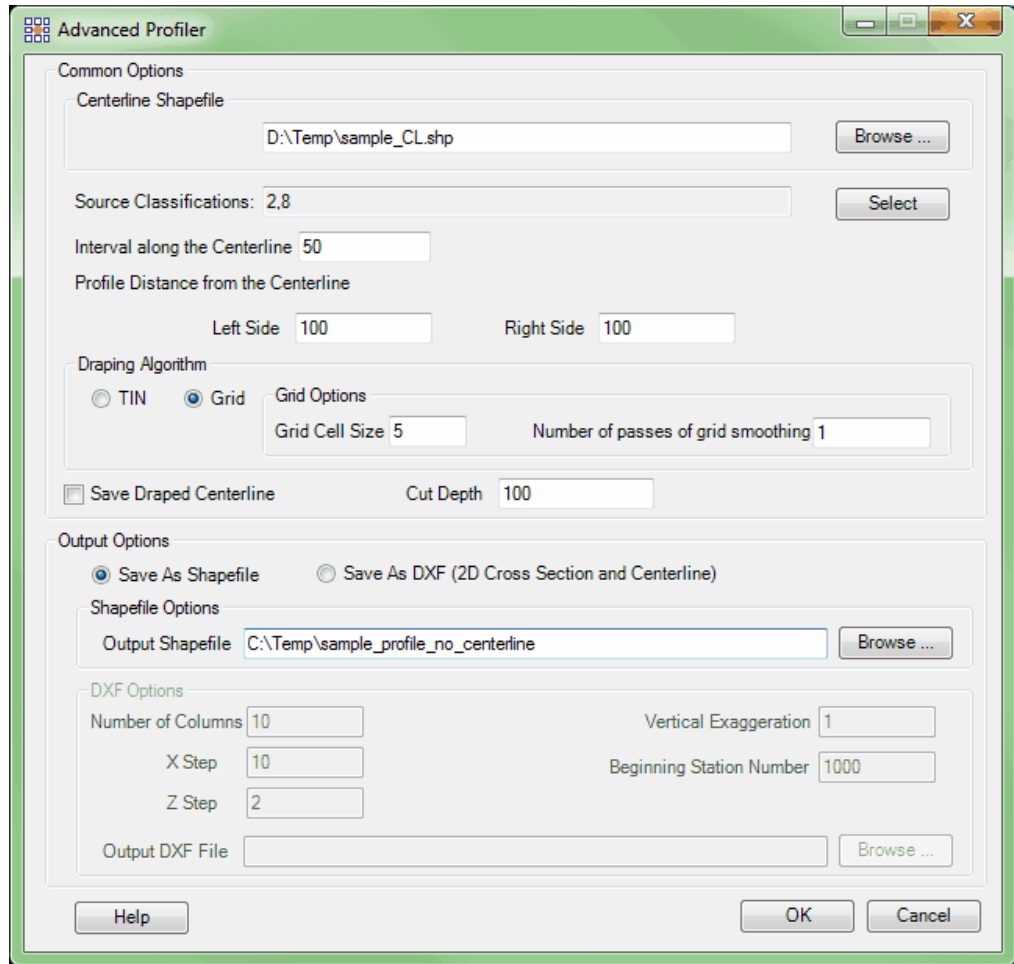 Advanced Profiler
Common Options
Centerline Shapefile
D:\Temp\sample_CL.shp Browse ...
Source Classifications: 2,8 Select
Interval along the Centerline 50
Profile Distance from the Centerline
Left Side 100 Right Side 100
Draping Algorithm
TIN Grid Grid Options
Grid Cell Size 5 Number of passes of grid smoothing 1
Save Draped Centerline Cut Depth 100
Output Options
Save As Shapefile Save As DXF (2D Cross Section and Centerline)
Shapefile Options
Output Shapefile C:\Temp\sample_profile_no_centerline Browse ...
DXF Options
Number of Columns 10 Vertical Exaggeration 1
X Step 10 Beginning Station Number 1000
Z Step 2
Output DXF File Browse ...
Help OK Cancel